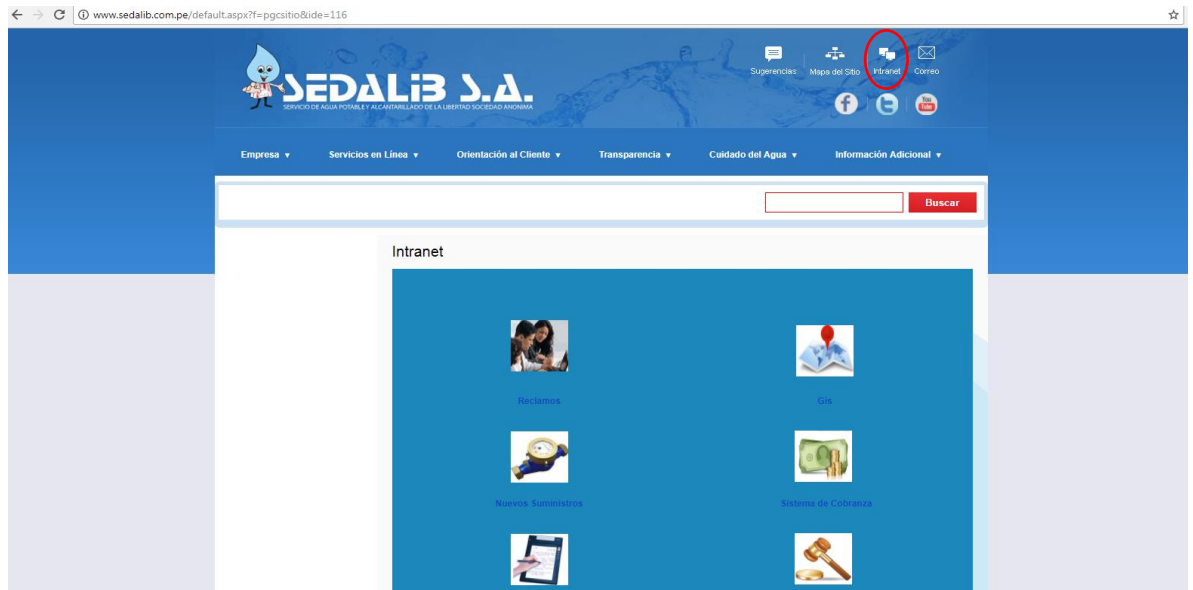 www.sedalib.com.pe/default.aspx?f=pgcsitio&ide=116
Sugerencias Mapa del Sitio Intranet Correo
SEDALIB S.A.
SERVICIO DE AGUA POTABLE Y ALCANTARILLADO DE LA LIBERTAD SOCIEDAD ANONIMA
You Tube
Empresa Servicios en Línea Orientación al Cliente Transparencia Cuidado del Agua Información Adicional
Buscar
Intranet
Reclamos Gis
Nuevos Suministros Sistema de Cobranza